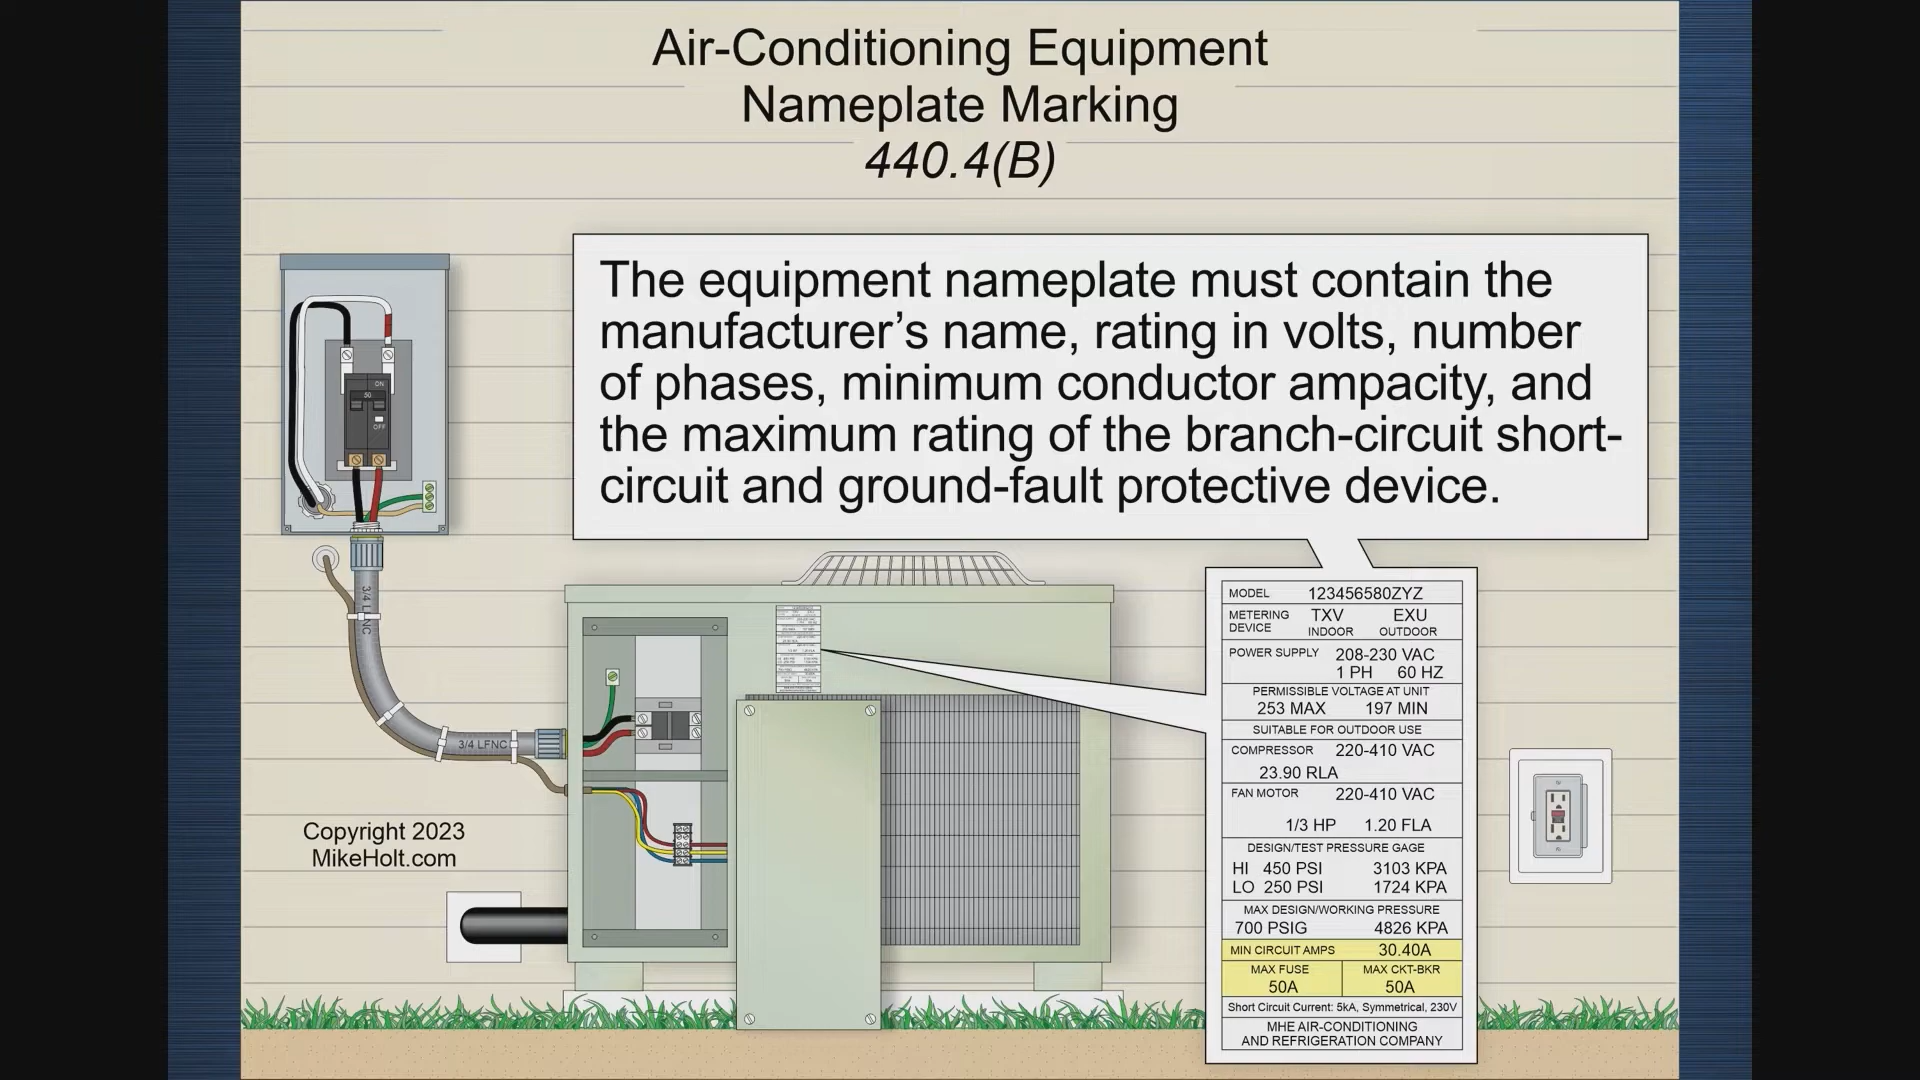 Air-Conditioning Equipment
Nameplate Marking
440.4(B)
The equipment nameplate must contain the
manufacturer’s name, rating in volts, number
of phases, minimum conductor ampacity, and
the maximum rating of the branch-circuit short-
circuit and ground-fault protective device.
ON
50
OFF
3/4 LFNC
3/4 LFNC
Copyright 2023
MikeHolt.com
MODEL 123456580ZYZ
METERING DEVICE TXV INDOOR EXU OUTDOOR
POWER SUPPLY 208-230 VAC
1 PH 60 HZ
PERMISSIBLE VOLTAGE AT UNIT
253 MAX 197 MIN
SUITABLE FOR OUTDOOR USE
COMPRESSOR 220-410 VAC
23.90 RLA
FAN MOTOR 220-410 VAC
1/3 HP 1.20 FLA
DESIGN/TEST PRESSURE GAGE
HI 450 PSI 3103 KPA
LO 250 PSI 1724 KPA
MAX DESIGN/WORKING PRESSURE
700 PSIG 4826 KPA
MIN CIRCUIT AMPS 30.40A
MAX FUSE MAX CKT-BKR
50A 50A
Short Circuit Current: 5kA, Symmetrical, 230V
MHE AIR-CONDITIONING
AND REFRIGERATION COMPANY